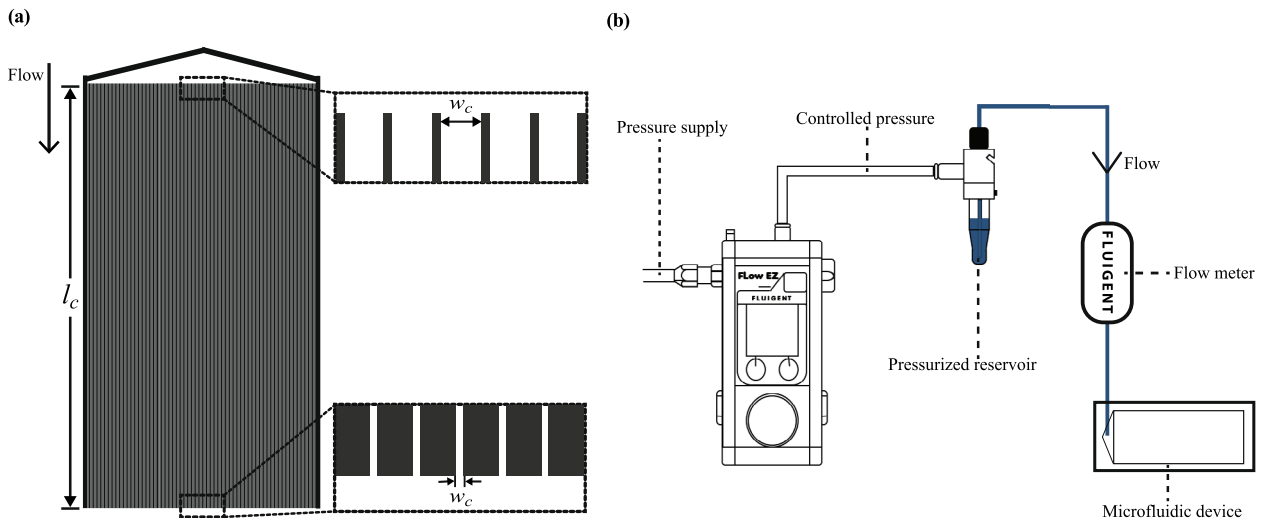 (a)
Flow
w_c
l_c
w_c
(b)
Pressure supply
Controlled pressure
Flow
FLOW EZ
FLUIGENT
FLUIGENT
Flow meter
Pressurized reservoir
Microfluidic device